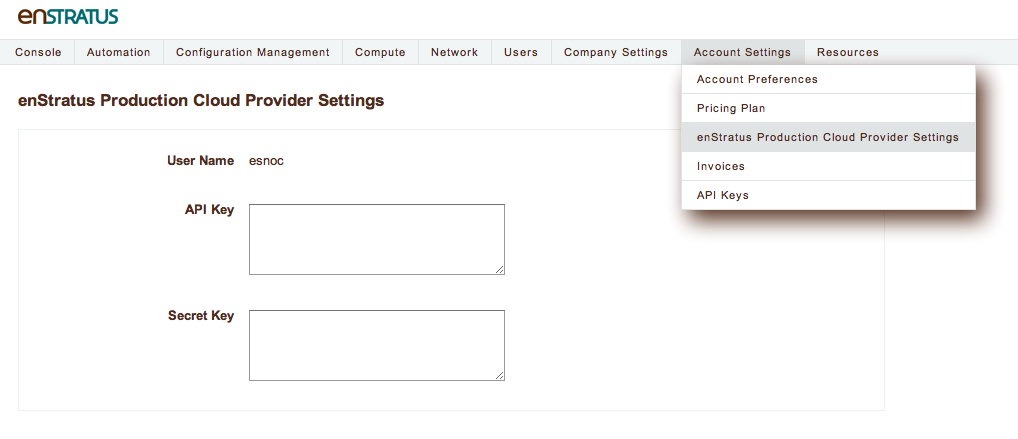 enSTRATUS
Console Automation Configuration Management Compute Network Users Company Settings Account Settings Resources
Account Preferences
Pricing Plan
enStratus Production Cloud Provider Settings
Invoices
API Keys
enStratus Production Cloud Provider Settings
User Name esnoc
API Key
Secret Key